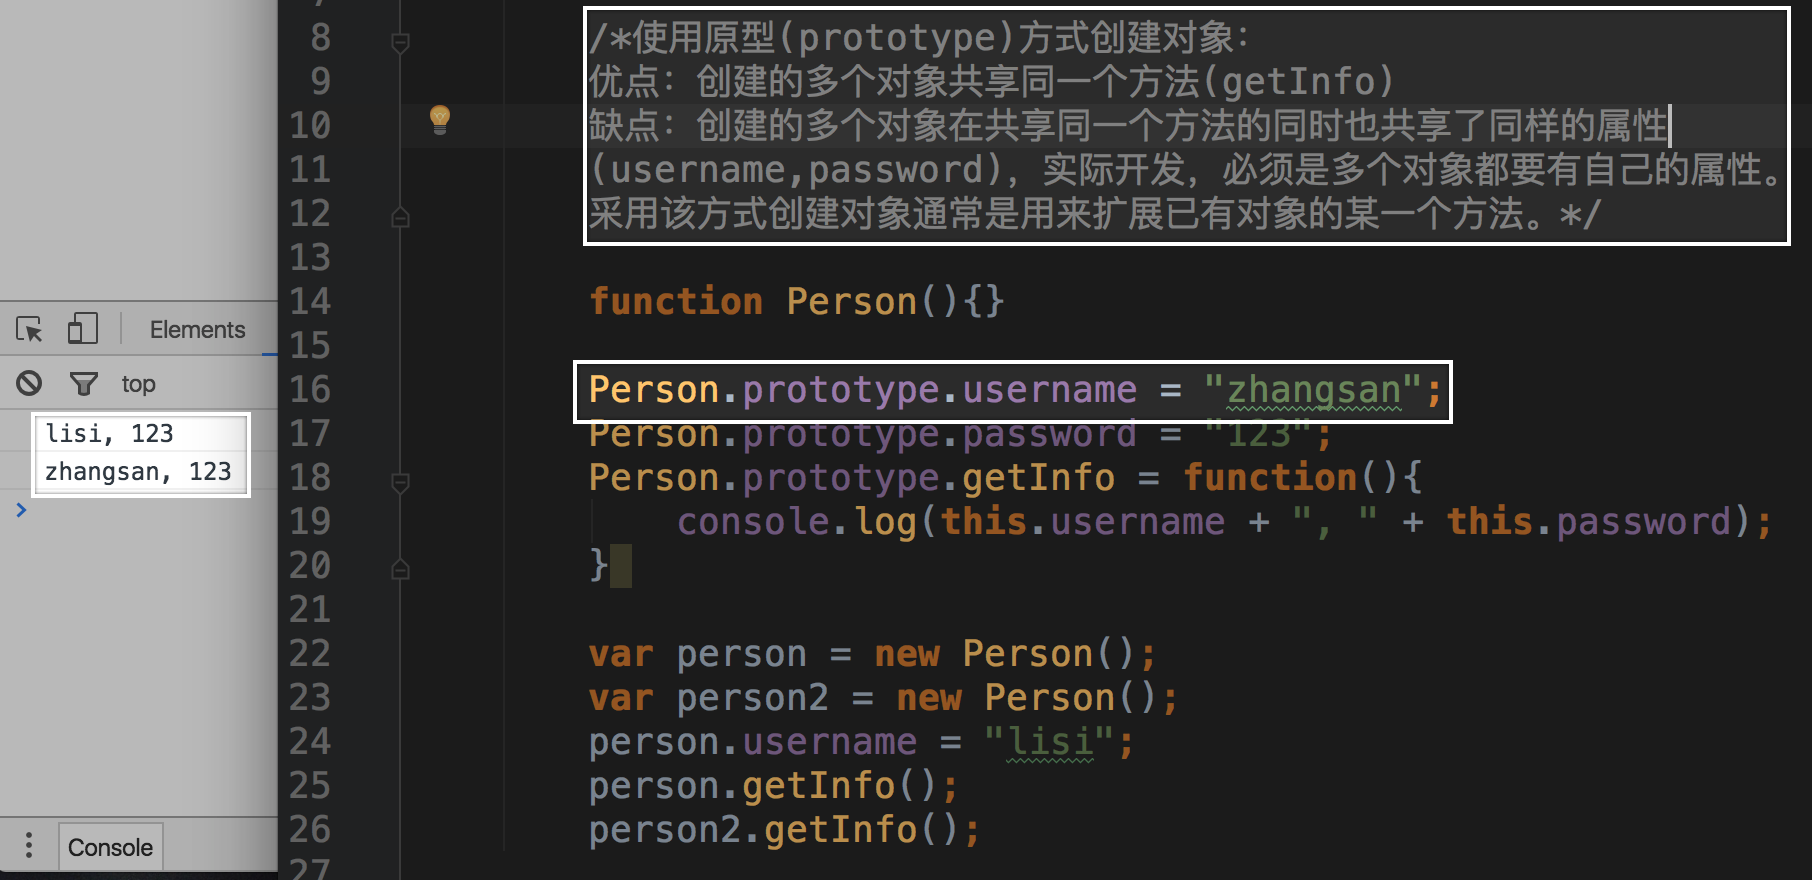 8 /*使用原型(prototype)方式创建对象：
9 优点：创建的多个对象共享同一个方法(getInfo)
10 缺点：创建的多个对象在共享同一个方法的同时也共享了同样的属性
11 (username,password)，实际开发，必须是多个对象都要有自己的属性。
12 采用该方式创建对象通常是用来扩展已有对象的某一个方法。*/
13
14 function Person(){}
15
16 Person.prototype.username = "zhangsan";
17 Person.prototype.password = "123";
18 Person.prototype.getInfo = function(){
19 console.log(this.username + ", " + this.password);
20 }
21
22 var person = new Person();
23 var person2 = new Person();
24 person.username = "lisi";
25 person.getInfo();
26 person2.getInfo();
27
Elements
top
lisi, 123
zhangsan, 123
Console